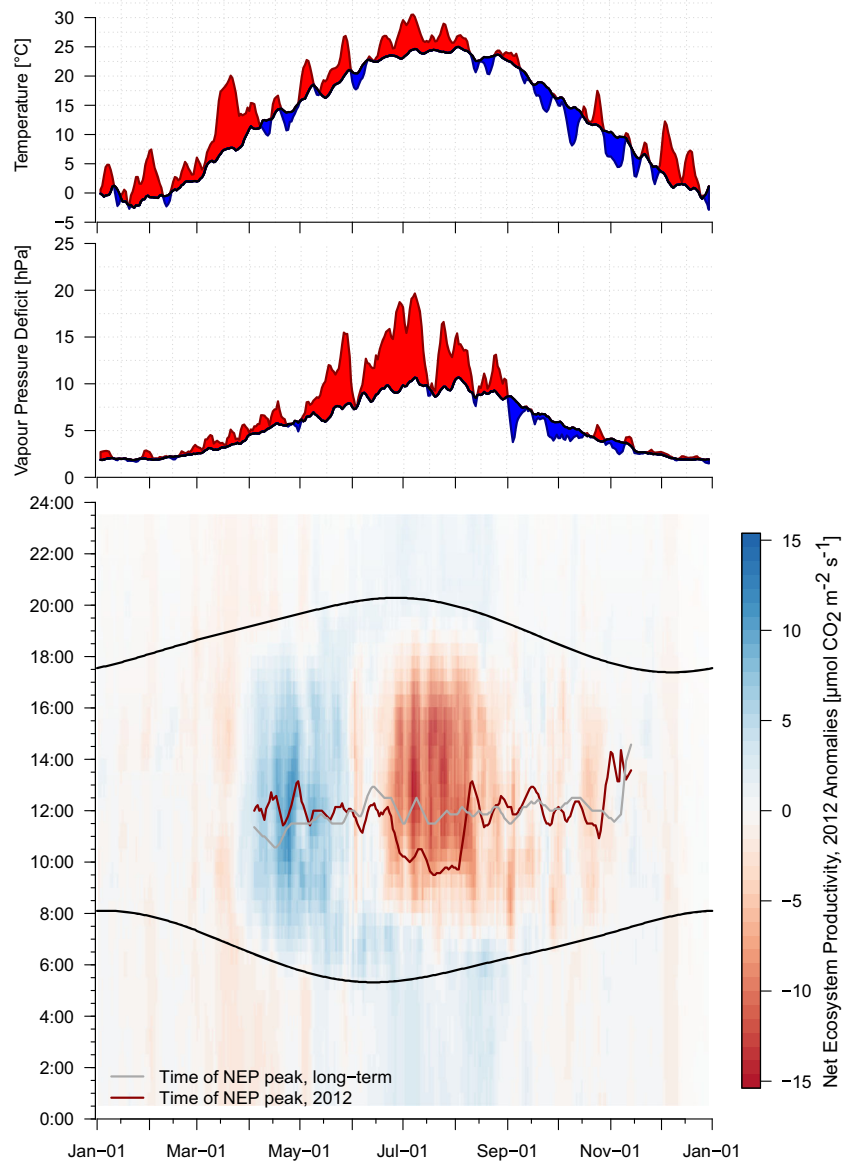 Temperature [°C]
30
25
20
15
10
5
0
−5
Vapour Pressure Deficit [hPa]
25
20
15
10
5
0
24:00
22:00
20:00
18:00
16:00
14:00
12:00
10:00
8:00
6:00
4:00
2:00
0:00
Time of NEP peak, long−term
Time of NEP peak, 2012
Jan−01
Mar−01
May−01
Jul−01
Sep−01
Nov−01
Jan−01
15
10
5
0
−5
−10
−15
Net Ecosystem Productivity, 2012 Anomalies [µmol CO2 m-2 s-1]